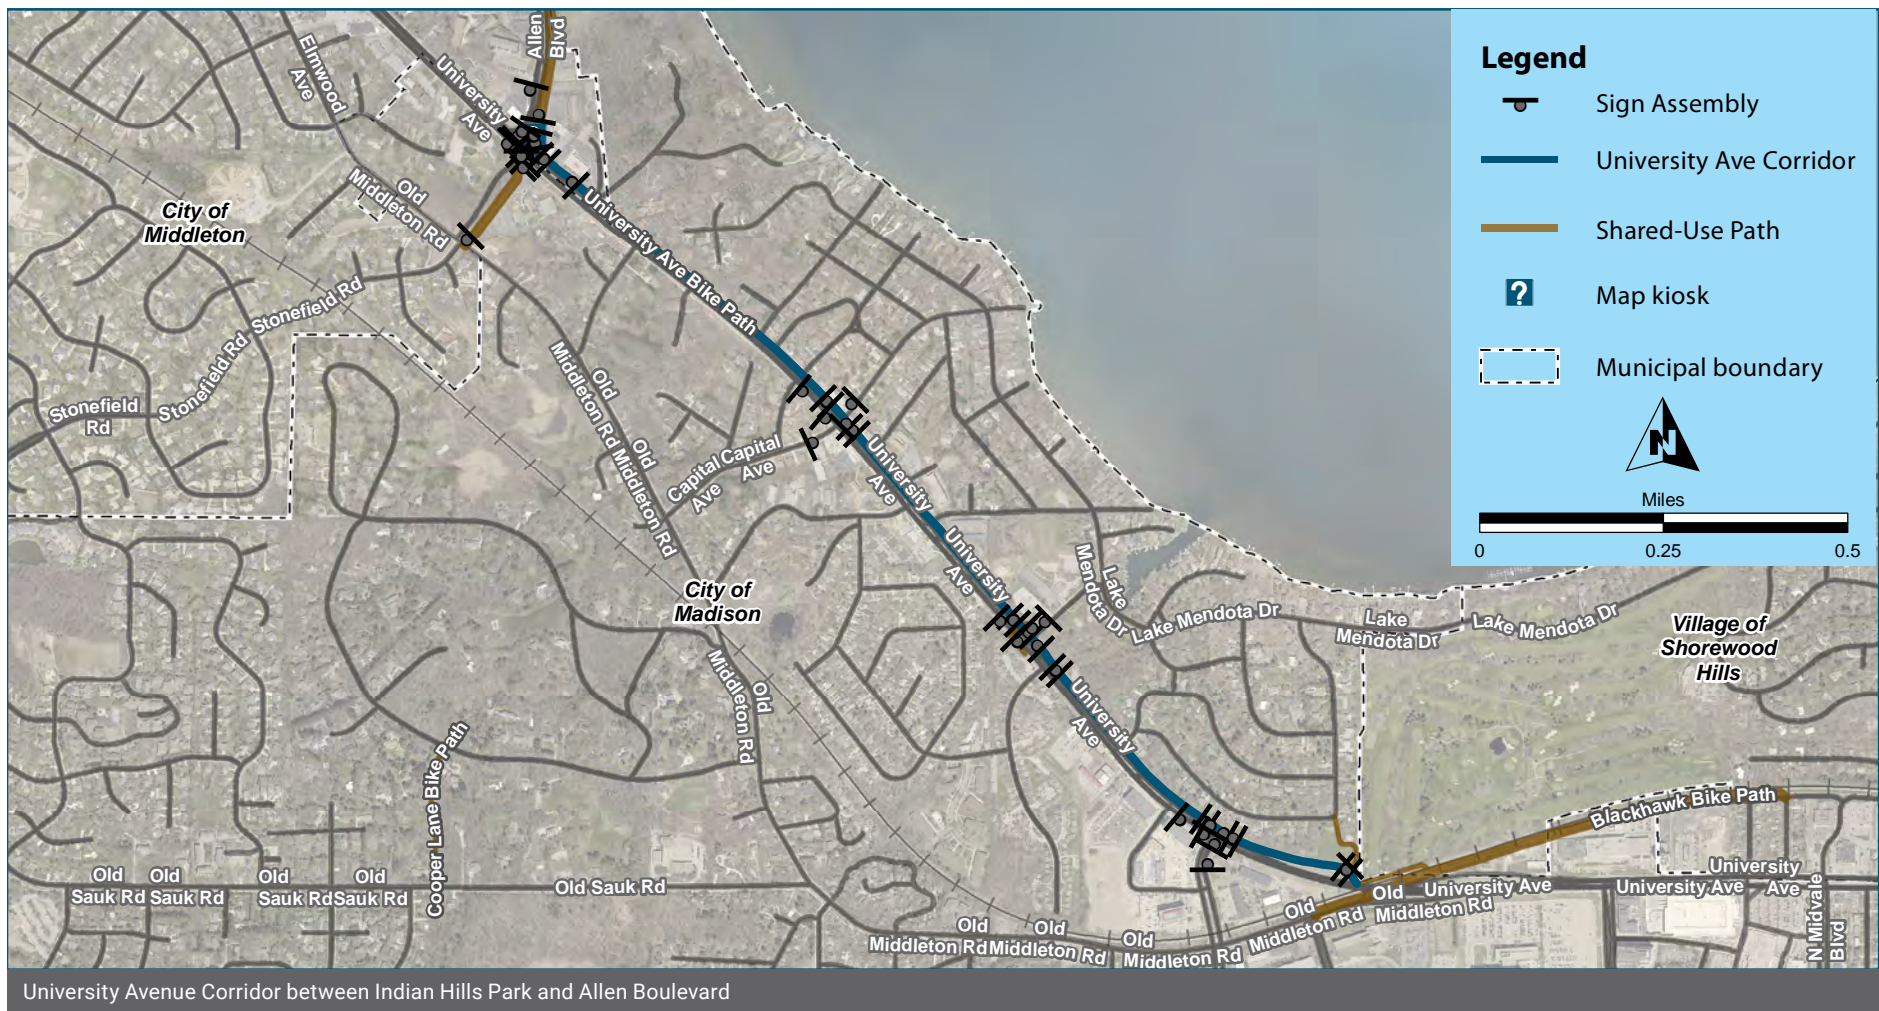 Legend
Sign Assembly
University Ave Corridor
Shared-Use Path
?
Map kiosk
Municipal boundary
N
Miles
0 0.25 0.5
Allen
Blvd
Elmwood
Ave
University
Ave
Old
Middleton Rd
City of
Middleton
University Ave Bike Path
Stonefield Rd
Stonefield Rd
Stonefield
Rd
Old
Middleton Rd
Old
Middleton Rd
Capital
Ave
Capital
Ave
University
Ave
University
Ave
City of
Madison
Lake
Mendota Dr
Lake Mendota Dr
Lake
Mendota Dr
Lake Mendota Dr
Village of
Shorewood
Hills
Old
Middleton Rd
University
Ave
Cooper Lane Bike Path
Blackhawk Bike Path
Old
Sauk Rd
Old
Sauk Rd
Old
Sauk Rd
Old
Sauk Rd
Old Sauk Rd
Old
Middleton Rd
Old
Middleton Rd
Old
Middleton Rd
Old
Middleton Rd
Old
Middleton Rd
University Ave
University Ave
University
Ave
N Midvale
Blvd
University Avenue Corridor between Indian Hills Park and Allen Boulevard